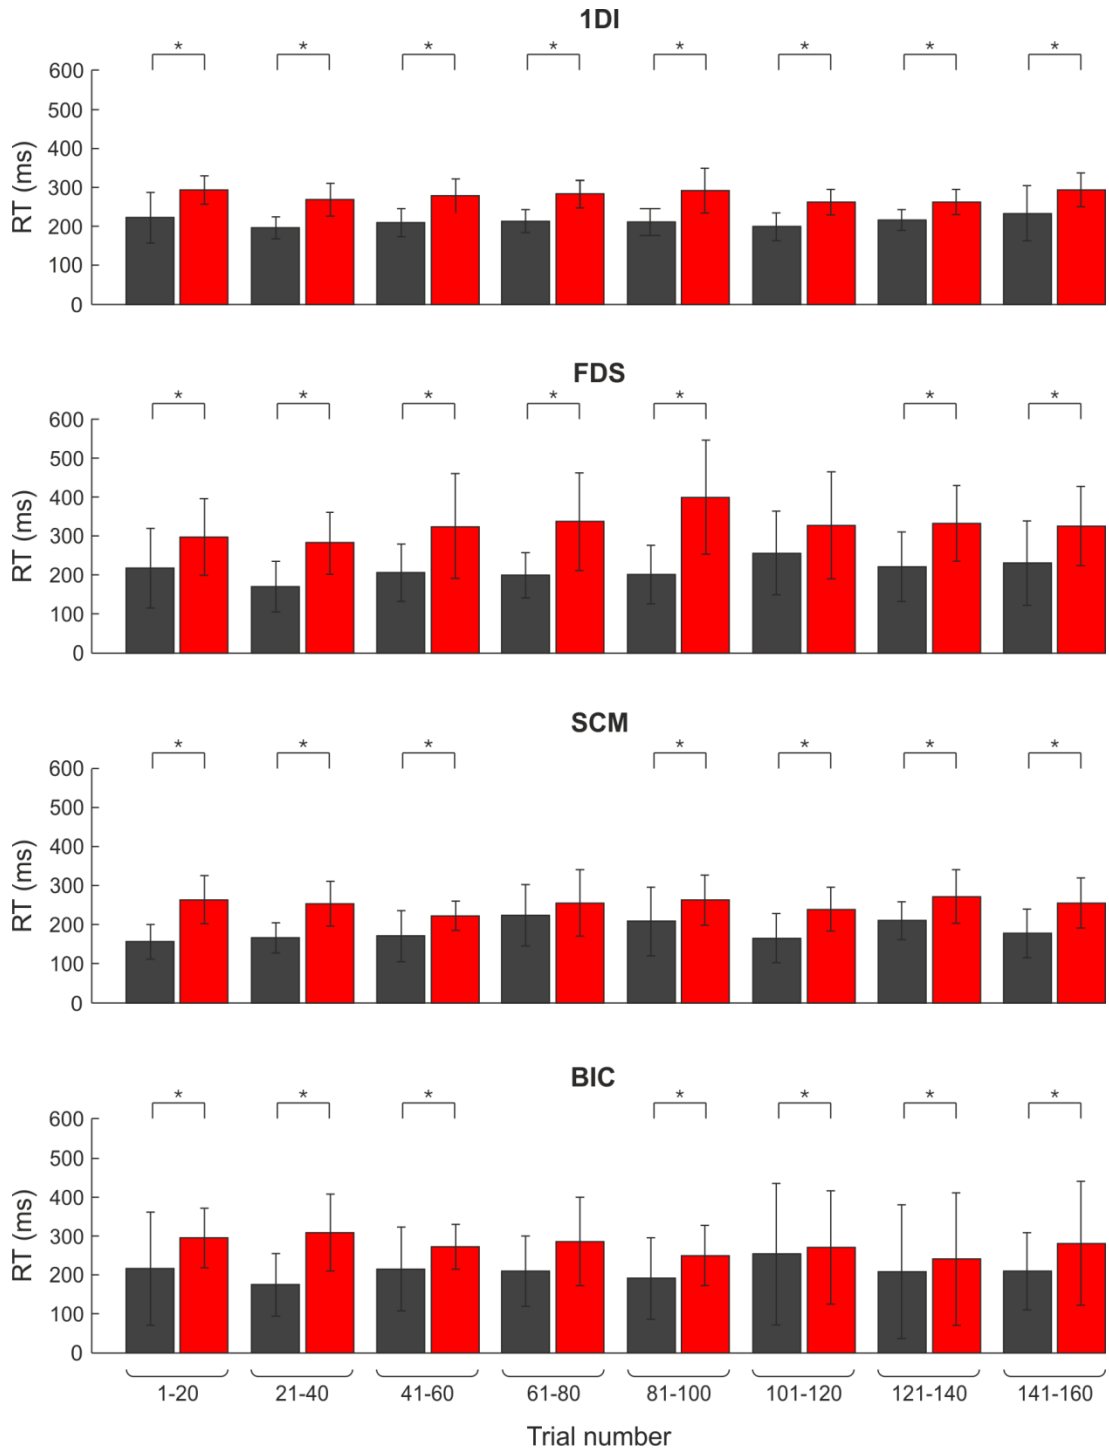 1DI
* * * * * * * *
600
500
400
300
200
100
0
RT (ms)
FDS
* * * * * * *
600
500
400
300
200
100
0
RT (ms)
SCM
* * * * * * *
600
500
400
300
200
100
0
RT (ms)
BIC
* * * * * * *
600
500
400
300
200
100
0
RT (ms)
1-20 21-40 41-60 61-80 81-100 101-120 121-140 141-160
Trial number